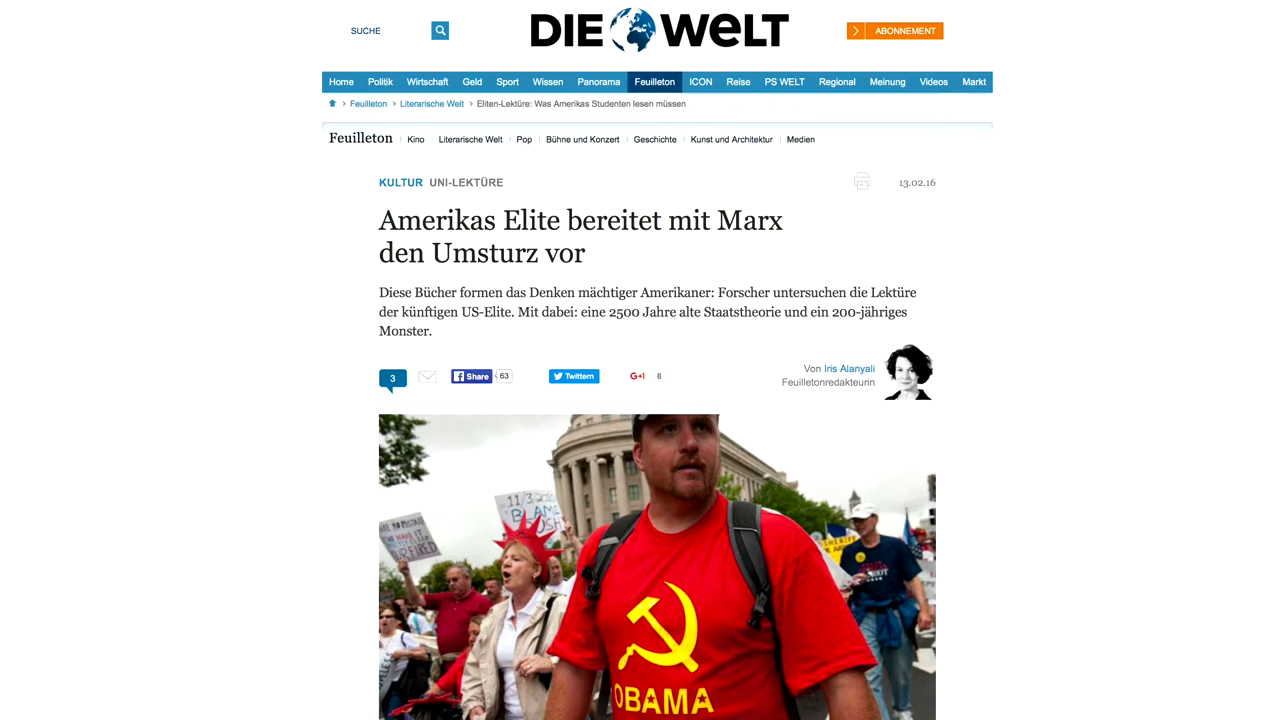 SUCHE
DIE WELT
ABONNEMENT
Home Politik Wirtschaft Geld Sport Wissen Panorama Feuilleton ICON Reise PS WELT Regional Meinung Videos Markt
Feuilleton > Literarische Welt > Eliten-Lektüre: Was Amerikas Studenten lesen müssen
Feuilleton Kino Literarische Welt Pop Bühne und Konzert Geschichte Kunst und Architektur Medien
KULTUR UNI-LEKTÜRE
13.02.16
Amerikas Elite bereitet mit Marx
den Umsturz vor
Diese Bücher formen das Denken mächtiger Amerikaner: Forscher untersuchen die Lektüre
der künftigen US-Elite. Mit dabei: eine 2500 Jahre alte Staatstheorie und ein 200-jähriges
Monster.
3
Share 63
Twittern
G+1 8
Von Iris Alanyali
Feuilletonredakteurin
11/3/20
BLAME
SHERIFF
OBAMA